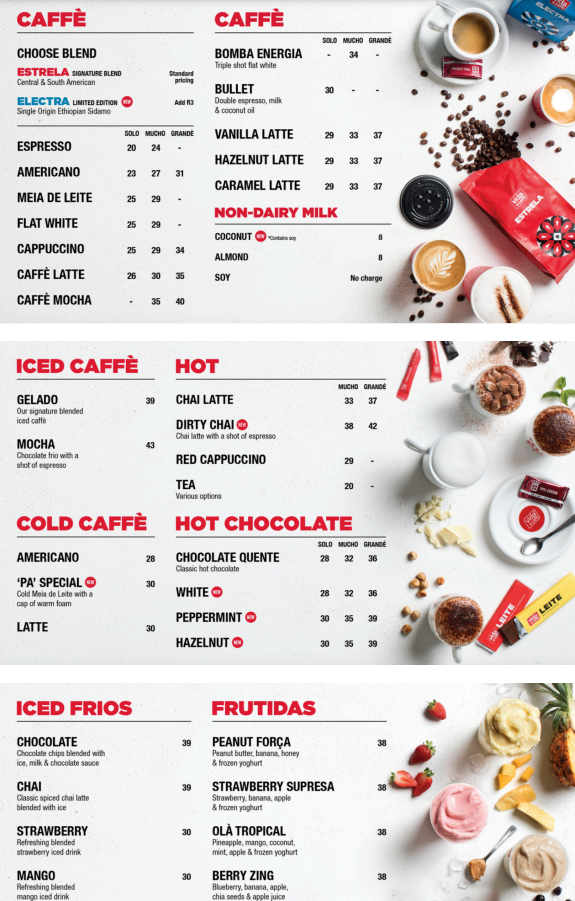 CAFFÈ
CHOOSE BLEND
ESTRELA SIGNATURE BLEND Standard pricing
Central & South American
ELECTRA LIMITED EDITION NEW Add R3
Single Origin Ethiopian Sidamo
SOLO MUCHO GRANDÉ
ESPRESSO 20 24 -
AMERICANO 23 27 31
MEIA DE LEITE 25 29 -
FLAT WHITE 25 29 -
CAPPUCCINO 25 29 34
CAFFÈ LATTE 26 30 35
CAFFÈ MOCHA - 35 40
CAFFÈ
SOLO MUCHO GRANDÉ
BOMBA ENERGIA - 34 -
Triple shot flat white
BULLET 30 - -
Double espresso, milk
& coconut oil
VANILLA LATTE 29 33 37
HAZELNUT LATTE 29 33 37
CARAMEL LATTE 29 33 37
NON-DAIRY MILK
COCONUT NEW *Contains soy 8
ALMOND 8
SOY No charge
ELECTRA
vida
ESTRELA
ICED CAFFÈ
GELADO 39
Our signature blended
iced caffè
MOCHA 43
Chocolate frio with a
shot of espresso
COLD CAFFÈ
AMERICANO 28
'PA' SPECIAL NEW 30
Cold Meia de Leite with a
cap of warm foam
LATTE 30
HOT
MUCHO GRANDÉ
CHAI LATTE 33 37
DIRTY CHAI NEW 38 42
Chai latte with a shot of espresso
RED CAPPUCCINO 29 -
TEA 20 -
Various options
HOT CHOCOLATE
SOLO MUCHO GRANDÉ
CHOCOLATE QUENTE 28 32 36
Classic hot chocolate
WHITE NEW 28 32 36
PEPPERMINT NEW 30 35 39
HAZELNUT NEW 30 35 39
vida
LEITE
LEITE
ICED FRIOS
CHOCOLATE 39
Chocolate chips blended with
ice, milk & chocolate sauce
CHAI 39
Classic spiced chai latte
blended with ice
STRAWBERRY 30
Refreshing blended
strawberry iced drink
MANGO 30
Refreshing blended
mango iced drink
FRUTIDAS
PEANUT FORÇA 38
Peanut butter, banana, honey
& frozen yoghurt
STRAWBERRY SUPRESA 38
Strawberry, banana, apple
& frozen yoghurt
OLÀ TROPICAL 38
Pineapple, mango, coconut,
mint, apple & frozen yoghurt
BERRY ZING 38
Blueberry, banana, apple,
chia seeds & apple juice